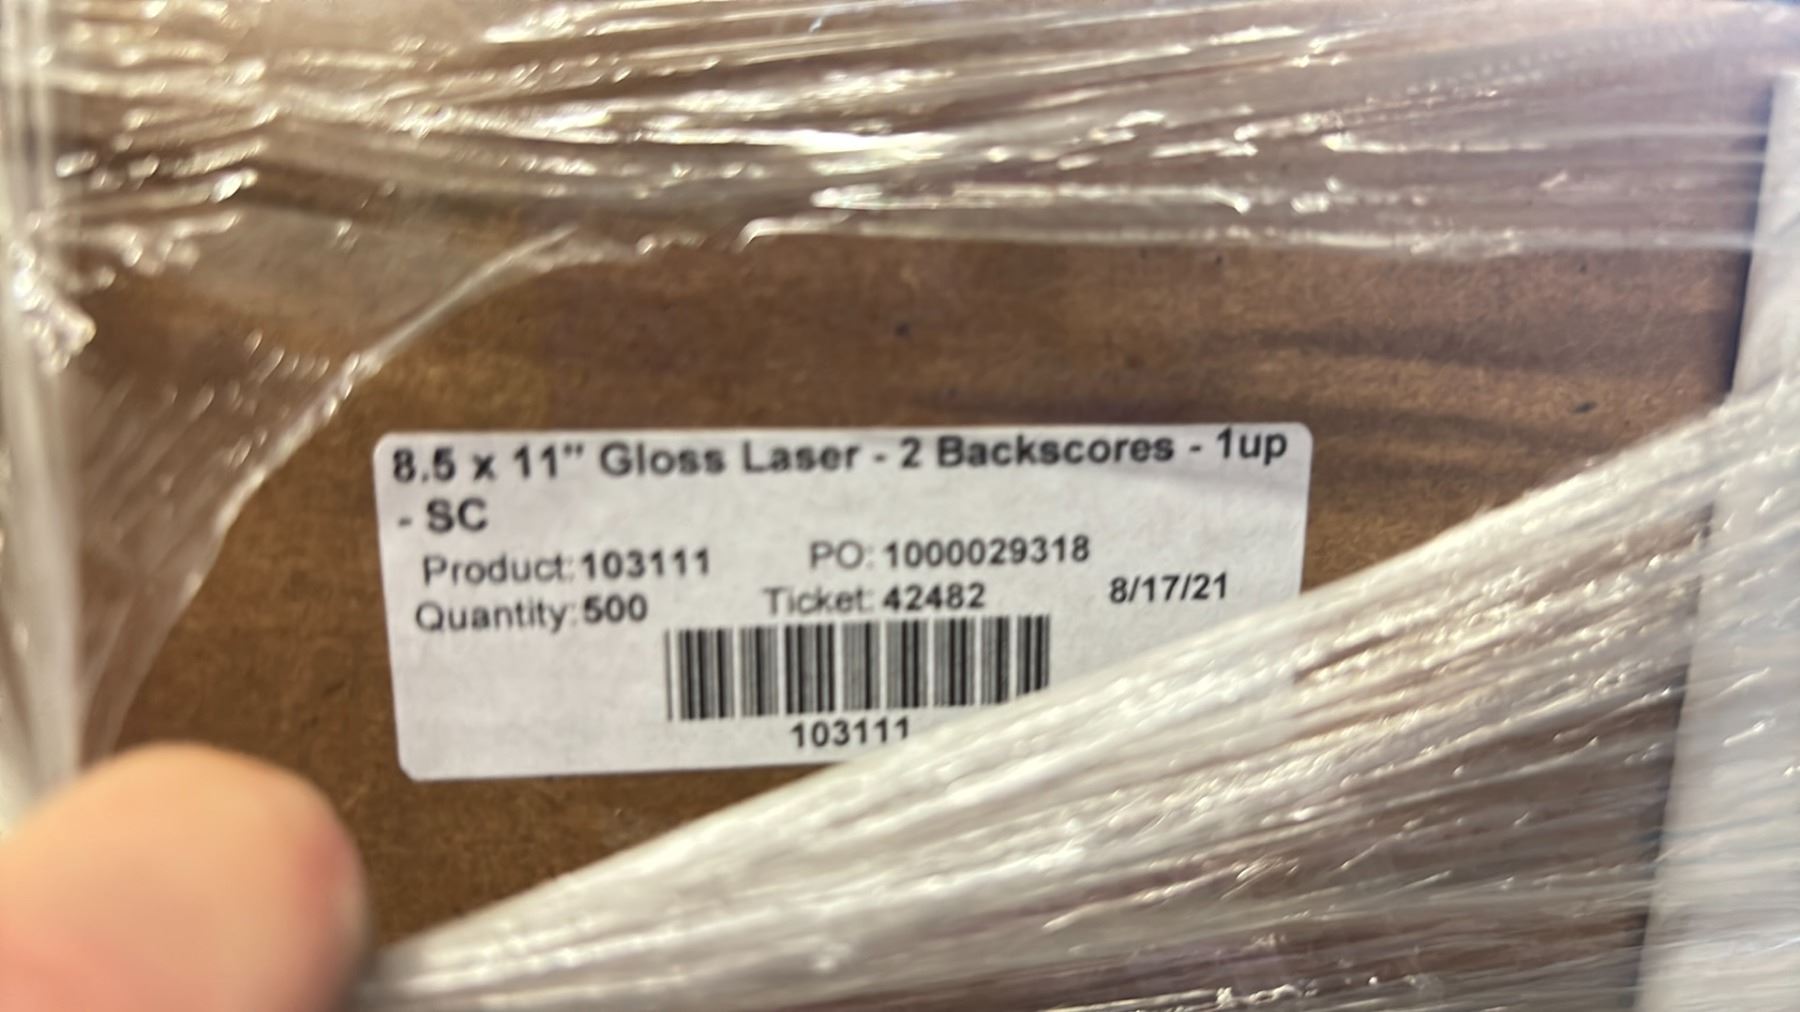 8.5 x 11" Gloss Laser - 2 Backscores - 1up
- SC
Product: 103111 PO: 1000029318
Quantity: 500 Ticket: 42482 8/17/21
103111